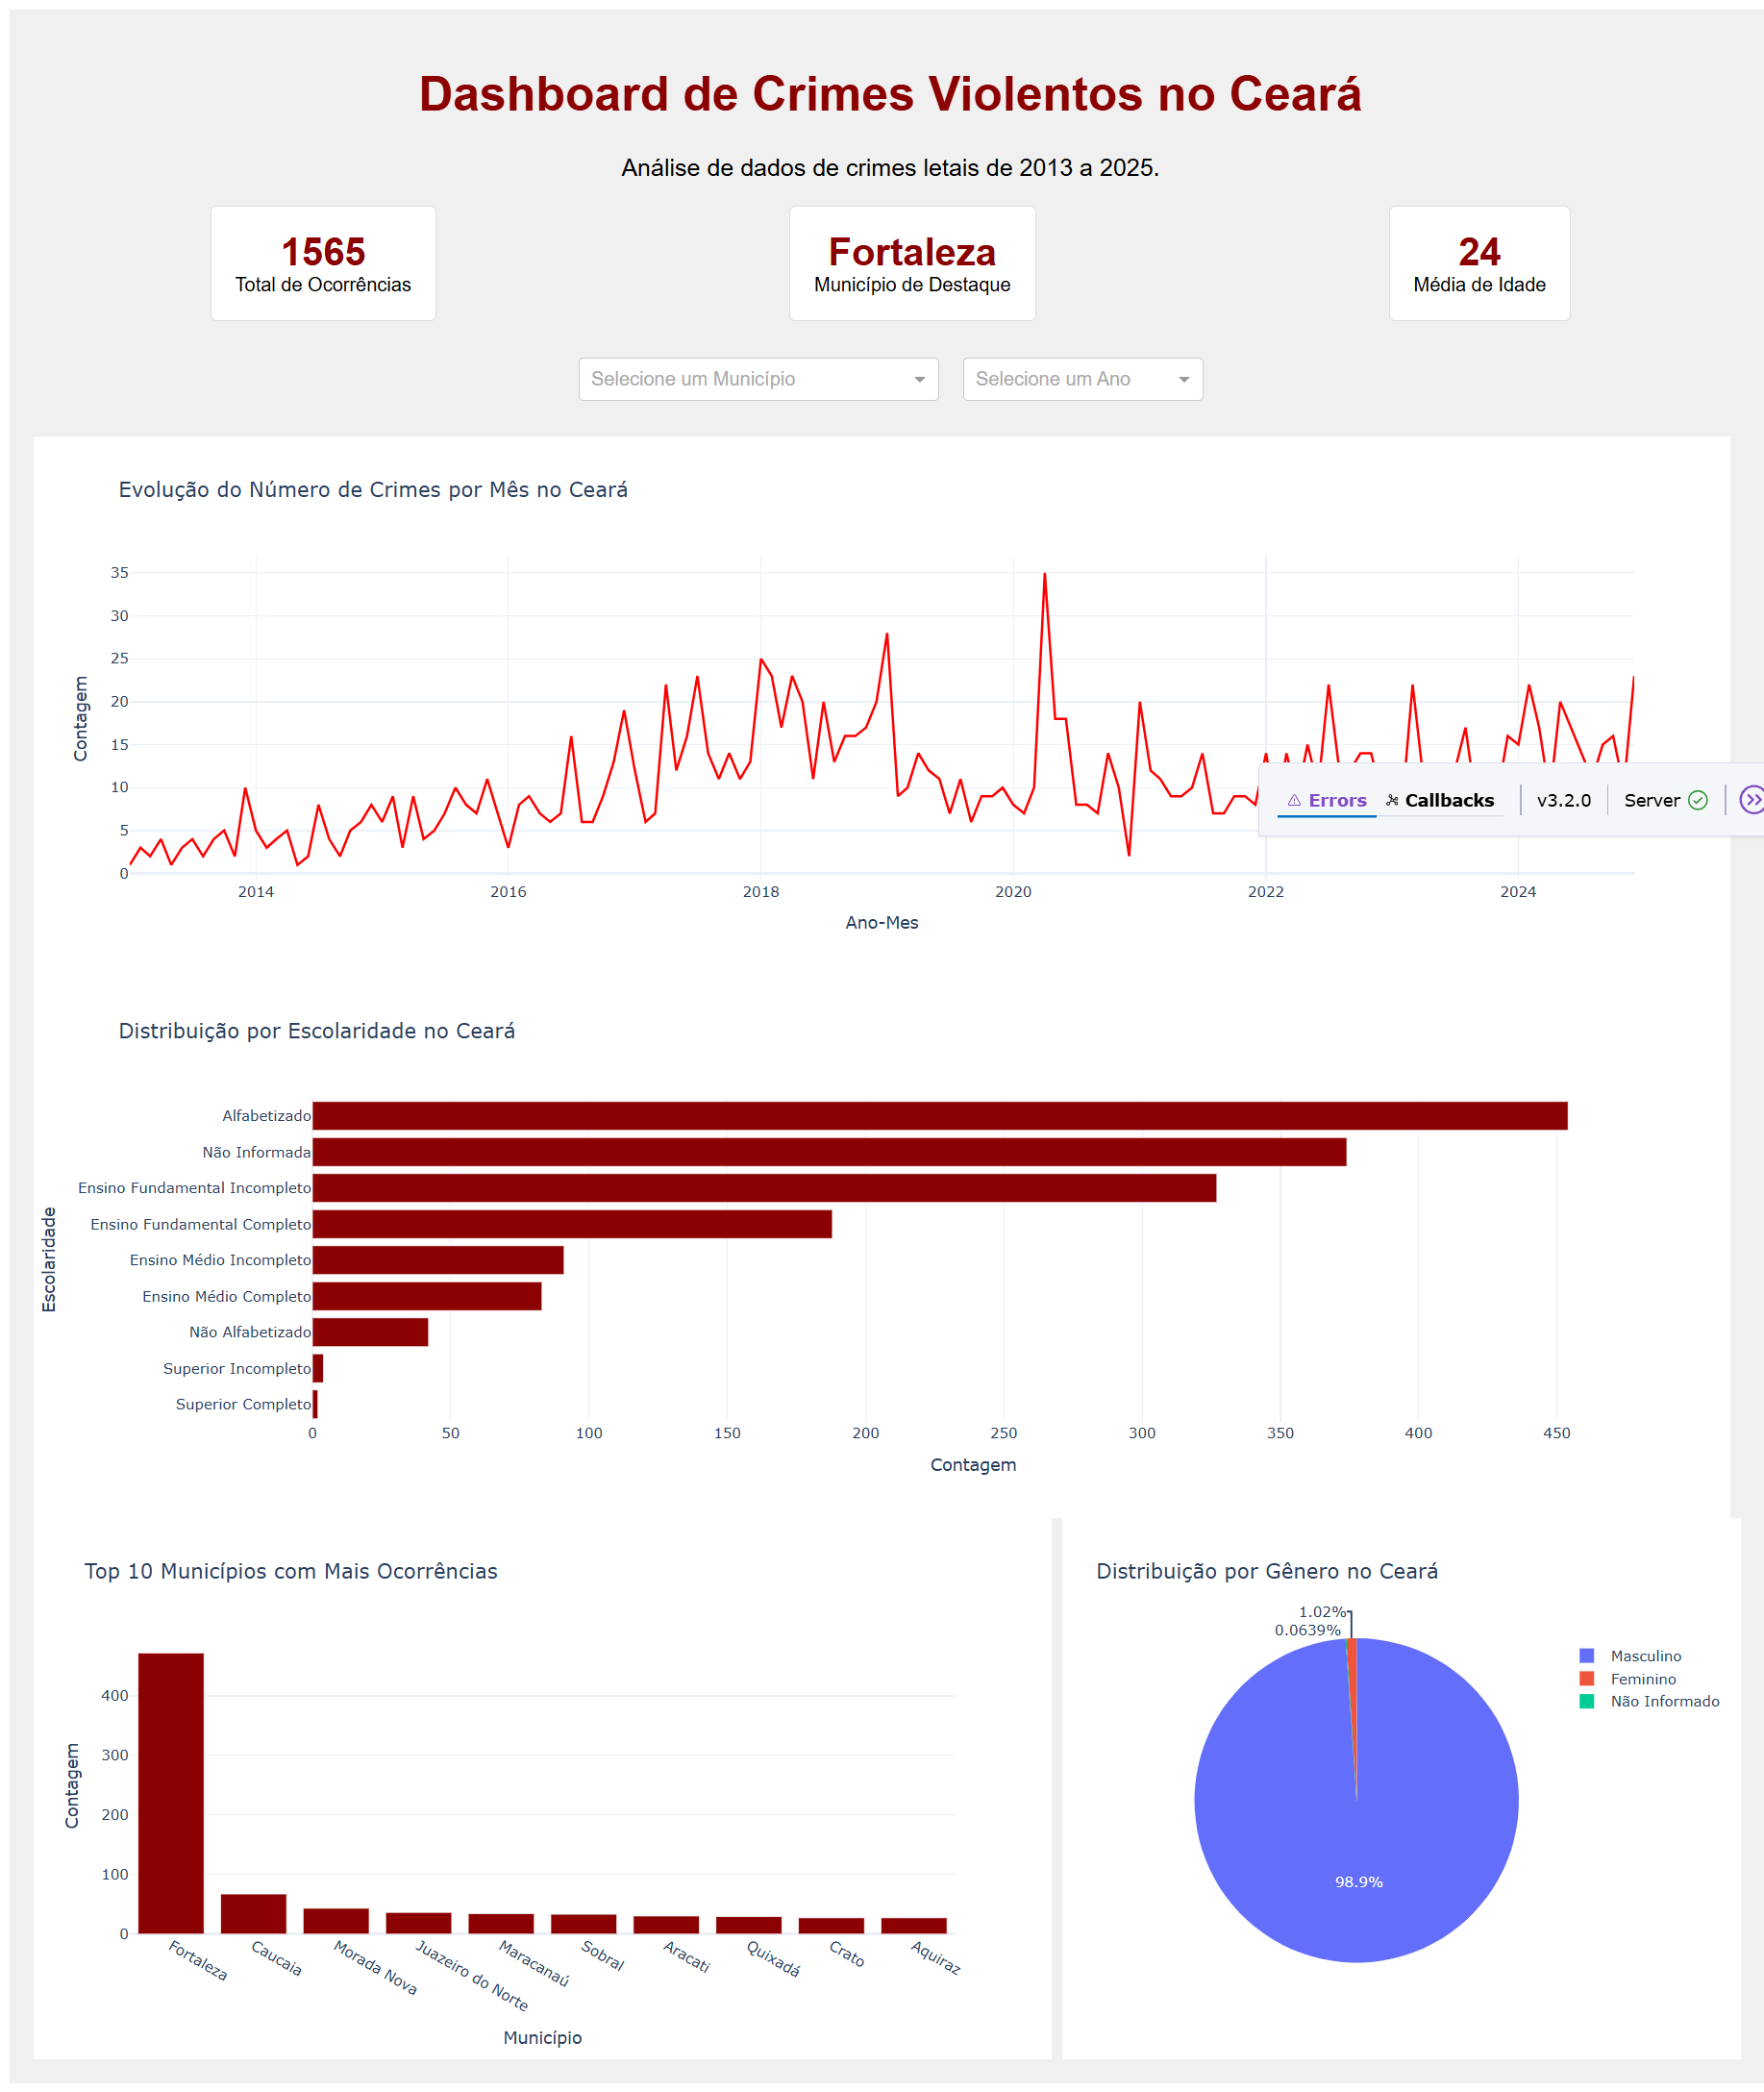 Dashboard de Crimes Violentos no Ceará
Análise de dados de crimes letais de 2013 a 2025.
1565
Total de Ocorrências
Fortaleza
Município de Destaque
24
Média de Idade
Selecione um Município
Selecione um Ano
Evolução do Número de Crimes por Mês no Ceará
Contagem
35
30
25
20
15
10
5
0
2014 2016 2018 2020 2022 2024
Ano-Mes
Errors Callbacks v3.2.0 Server
Distribuição por Escolaridade no Ceará
Escolaridade
Alfabetizado
Não Informada
Ensino Fundamental Incompleto
Ensino Fundamental Completo
Ensino Médio Incompleto
Ensino Médio Completo
Não Alfabetizado
Superior Incompleto
Superior Completo
0 50 100 150 200 250 300 350 400 450
Contagem
Top 10 Municípios com Mais Ocorrências
Contagem
400
300
200
100
0
Fortaleza
Caucaia
Morada Nova
Juazeiro do Norte
Maracanaú
Sobral
Aracati
Quixadá
Crato
Aquiraz
Município
Distribuição por Gênero no Ceará
1.02%
0.0639%
98.9%
Masculino
Feminino
Não Informado